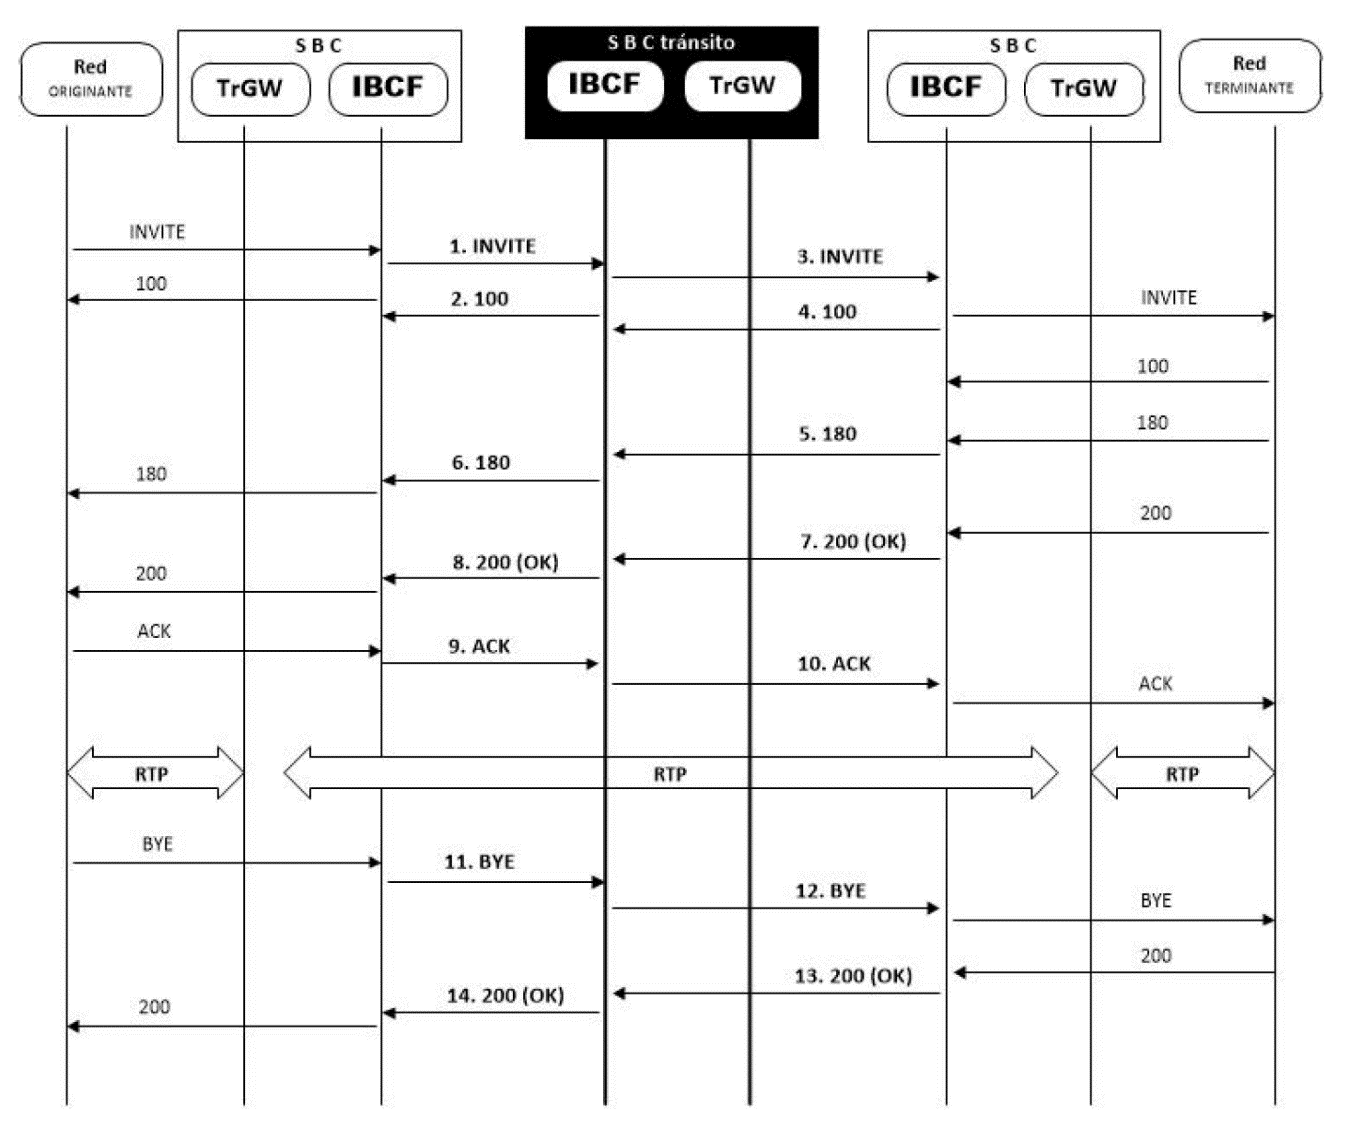 Red
ORIGINANTE
S B C
TrGW
IBCF
S B C tránsito
IBCF
TrGW
S B C
IBCF
TrGW
Red
TERMINANTE
INVITE
1. INVITE
3. INVITE
100
2. 100
4. 100
INVITE
100
180
5. 180
6. 180
180
200
7. 200 (OK)
8. 200 (OK)
200
ACK
9. ACK
10. ACK
ACK
RTP
RTP
RTP
BYE
11. BYE
12. BYE
BYE
200
13. 200 (OK)
14. 200 (OK)
200